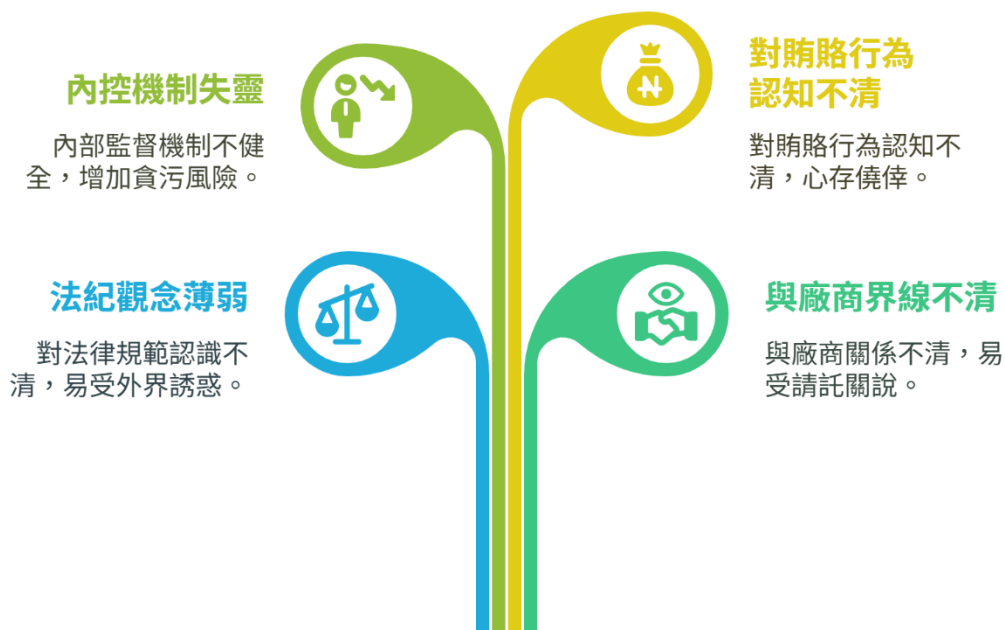 內控機制失靈
內部監督機制不健
全，增加貪污風險。
對賄賂行為
認知不清
對賄賂行為認知不
清，心存僥倖。
法紀觀念薄弱
對法律規範認識不
清，易受外界誘惑。
與廠商界線不清
與廠商關係不清，易
受請託關說。